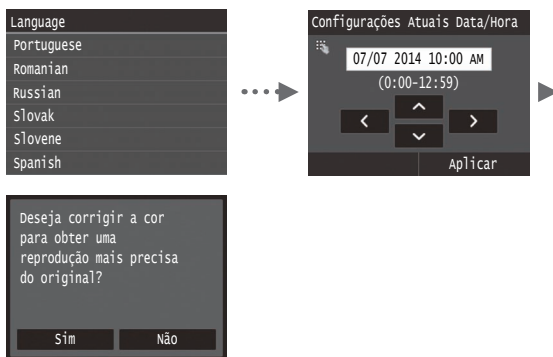 Language
Portuguese
Romanian
Russian
Slovak
Slovene
Spanish
Configurações Atuais Data/Hora
07/07 2014 10:00 AM
(0:00-12:59)
Aplicar
Deseja corrigir a cor
para obter uma
reprodução mais precisa
do original?
Sim Não